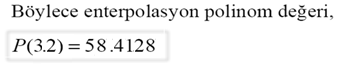 Böylece enterpolasyon polinom değeri,
P(3.2) = 58.4128